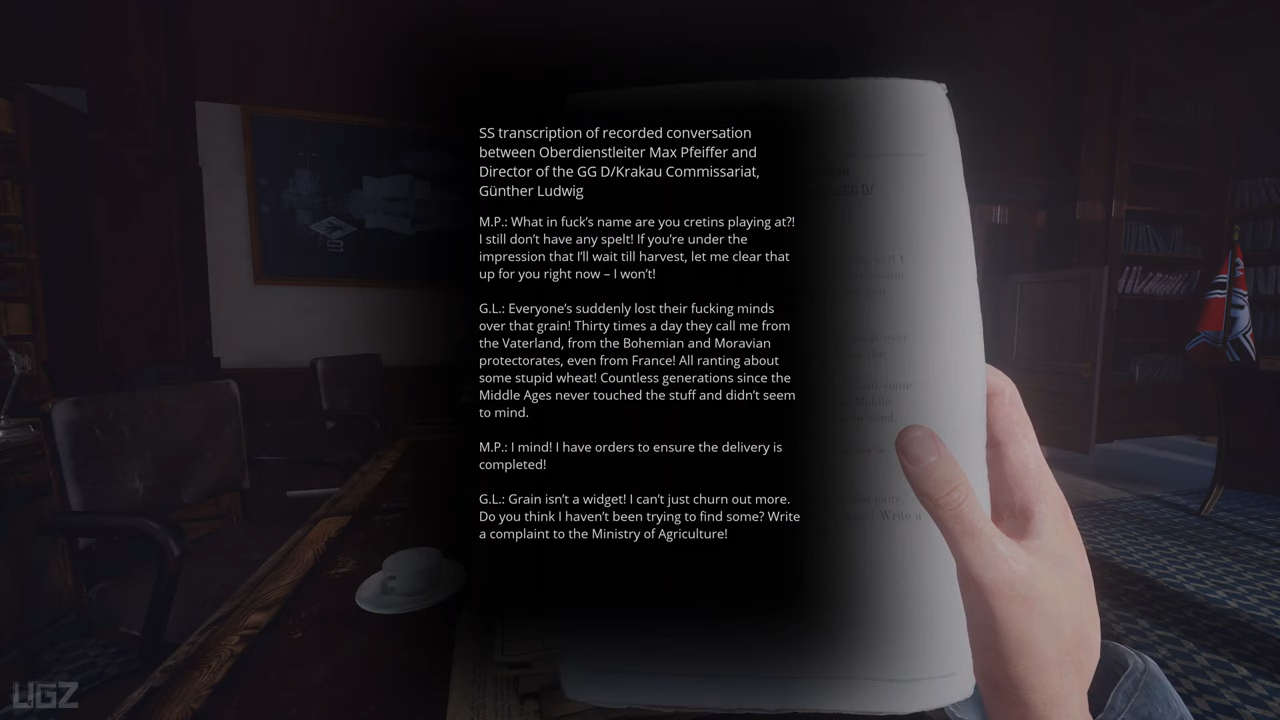 SS transcription of recorded conversation
between Oberdienstleiter Max Pfeiffer and
Director of the GG D/Krakau Commissariat,
Günther Ludwig
M.P.: What in fuck's name are you cretins playing at?!
I still don't have any spelt! If you're under the
impression that I'll wait till harvest, let me clear that
up for you right now – I won't!
G.L.: Everyone's suddenly lost their fucking minds
over that grain! Thirty times a day they call me from
the Vaterland, from the Bohemian and Moravian
protectorates, even from France! All ranting about
some stupid wheat! Countless generations since the
Middle Ages never touched the stuff and didn't seem
to mind.
M.P.: I mind! I have orders to ensure the delivery is
completed!
G.L.: Grain isn't a widget! I can't just churn out more.
Do you think I haven't been trying to find some? Write
a complaint to the Ministry of Agriculture!
UGZ